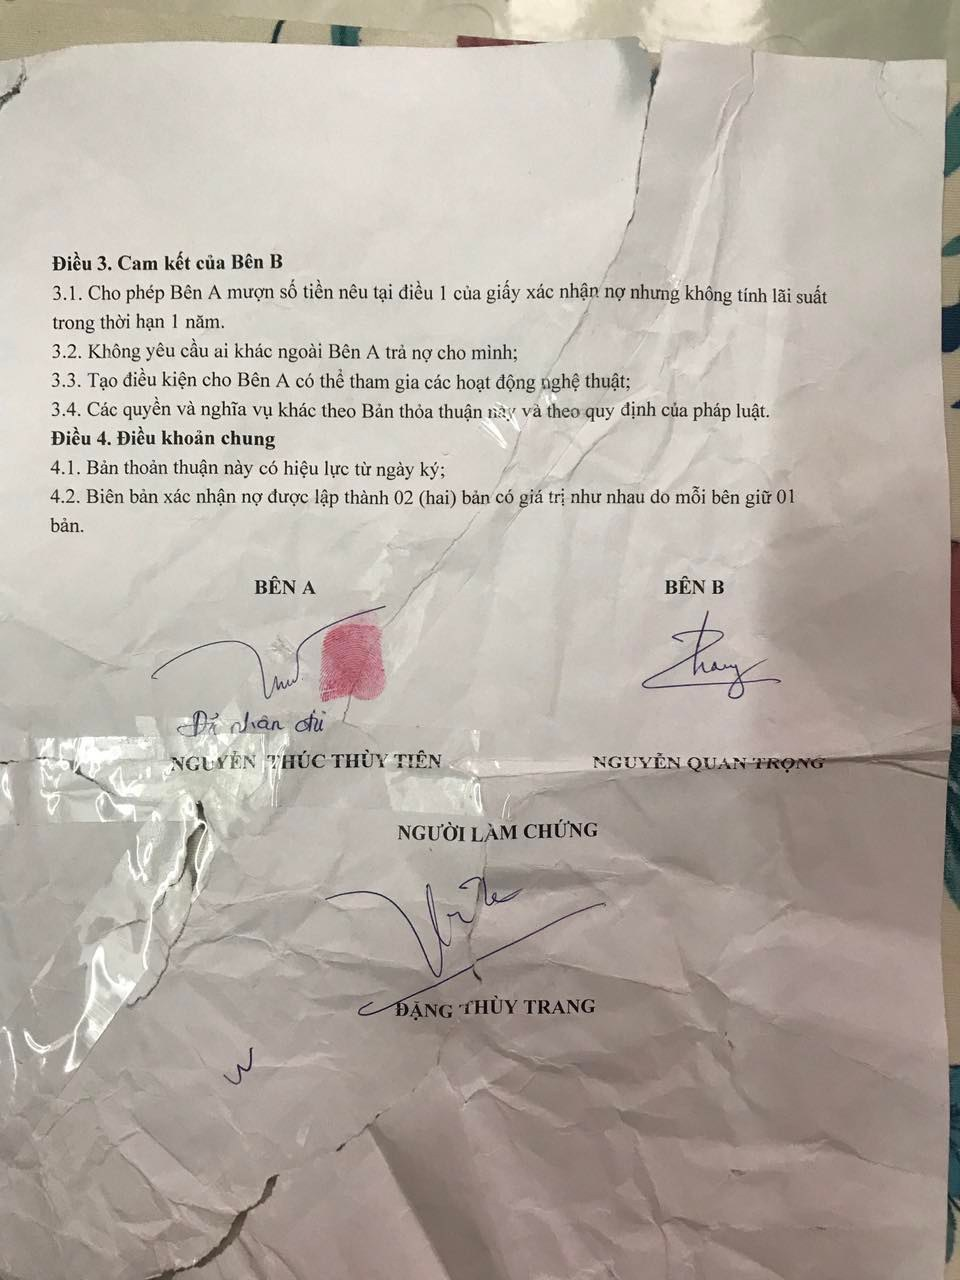 Điều 3. Cam kết của Bên B
3.1. Cho phép Bên A mượn số tiền nêu tại điều 1 của giấy xác nhận nợ nhưng không tính lãi suất
trong thời hạn 1 năm.
3.2. Không yêu cầu ai khác ngoài Bên A trả nợ cho mình;
3.3. Tạo điều kiện cho Bên A có thể tham gia các hoạt động nghệ thuật;
3.4. Các quyền và nghĩa vụ khác theo Bản thỏa thuận này và theo quy định của pháp luật.
Điều 4. Điều khoản chung
4.1. Bản thoản thuận này có hiệu lực từ ngày ký;
4.2. Biên bản xác nhận nợ được lập thành 02 (hai) bản có giá trị như nhau do mỗi bên giữ 01
bản.
BÊN A BÊN B
NGUYỄN THÚC THÙY TIÊN NGUYỄN QUAN TRỌNG
NGƯỜI LÀM CHỨNG
ĐẶNG THÙY TRANG